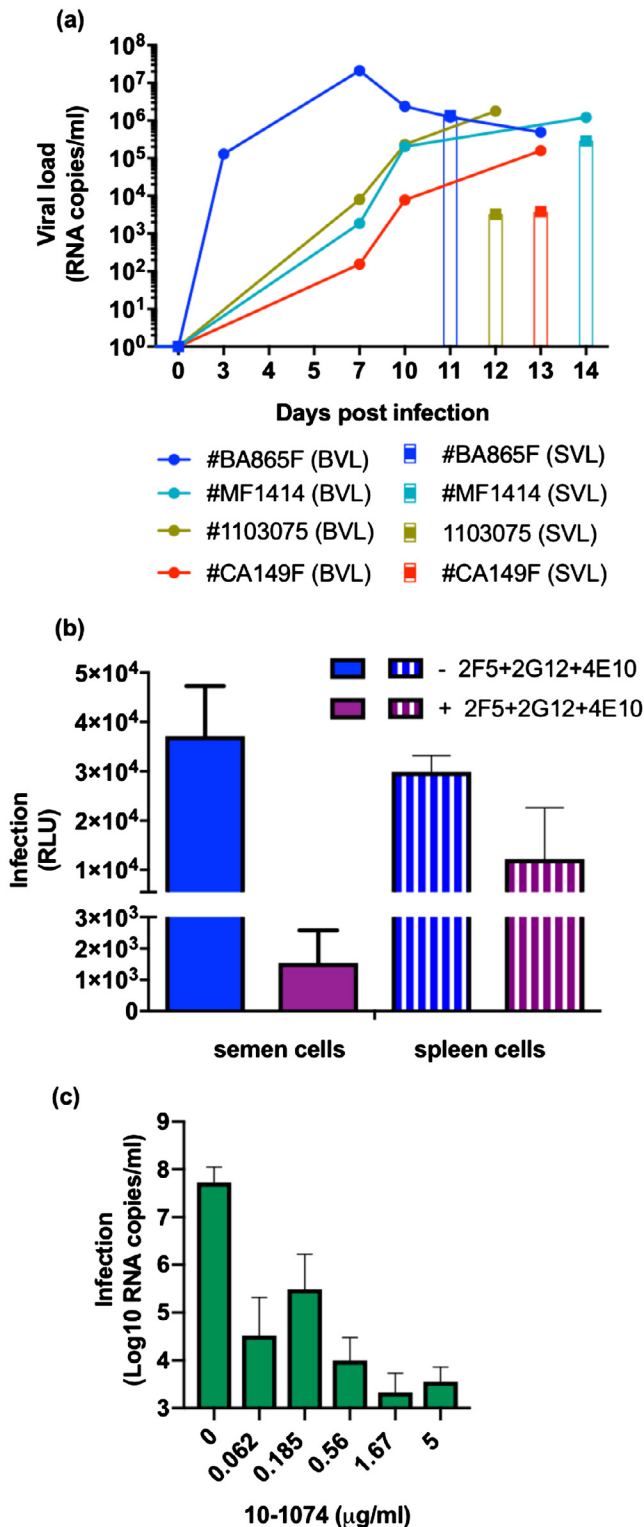 (a)
Viral load
(RNA copies/ml)
10⁸
10⁷
10⁶
10⁵
10⁴
10³
10²
10¹
10⁰
0 3 4 5 7 10 11 12 13 14
Days post infection
#BA865F (BVL) #BA865F (SVL)
#MF1414 (BVL) #MF1414 (SVL)
#1103075 (BVL) 1103075 (SVL)
#CA149F (BVL) #CA149F (SVL)
(b)
Infection
(RLU)
5×10⁴
4×10⁴
3×10⁴
2×10⁴
1×10⁴
3×10³
2×10³
1×10³
0
- 2F5+2G12+4E10
+ 2F5+2G12+4E10
semen cells spleen cells
(c)
Infection
(Log10 RNA copies/ml)
9
8
7
6
5
4
3
0 0.062 0.185 0.56 1.67 5
10-1074 (μg/ml)